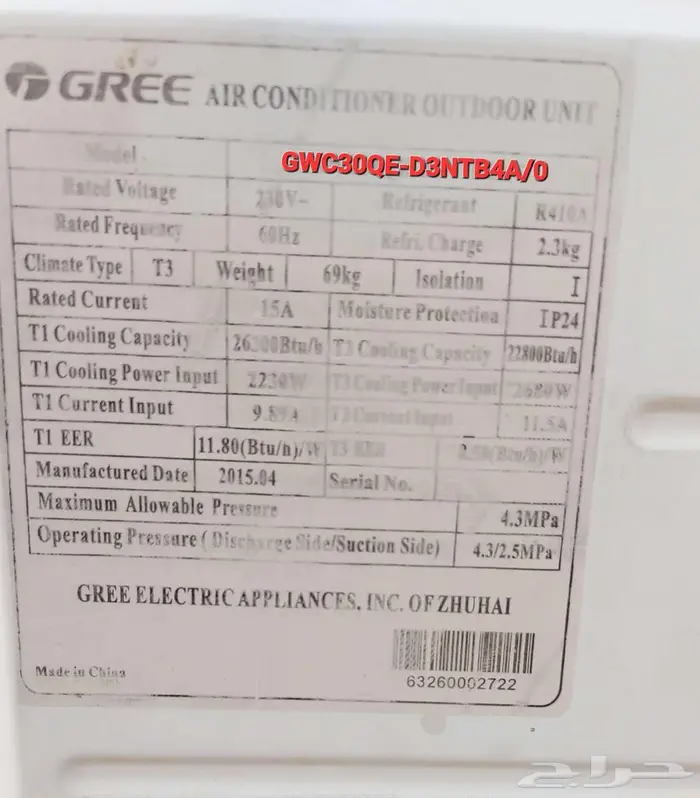 GREE AIR CONDITIONER OUTDOOR UNIT
Model GWC30QE-D3NTB4A/0
Rated Voltage 230V~ Refrigerant R410A
Rated Frequency 60Hz Refri. Charge 2.3kg
Climate Type T3 Weight 69kg Isolation I
Rated Current 15A Moisture Protection IP24
T1 Cooling Capacity T3 Cooling Capacity 22800Btu/h
T1 Cooling Power Input 2230W T3 Cooling Power Input 2680W
T1 Current Input T3 Current Input 11.5A
T1 EER 11.80(Btu/h)/W T3 EER
Manufactured Date 2015.04 Serial No.
Maximum Allowable Pressure 4.3MPa
Operating Pressure (Discharge Side/Suction Side) 4.3/2.5MPa
GREE ELECTRIC APPLIANCES, INC. OF ZHUHAI
63260002722
Made in China
حراج